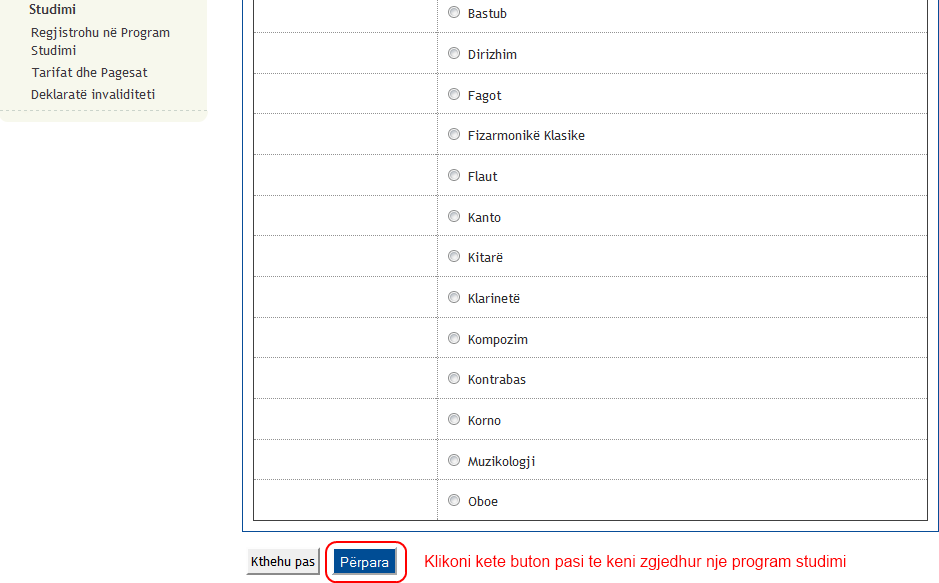 Studimi
Regjistrohu në Program
Studimi
Tarifat dhe Pagesat
Deklaratë invaliditeti
Bastub
Dirizhim
Fagot
Fizarmonikë Klasike
Flaut
Kanto
Kitarë
Klarinetë
Kompozim
Kontrabas
Korno
Muzikologji
Oboe
Kthehu pas
Përpara
Klikoni kete buton pasi te keni zgjedhur nje program studimi